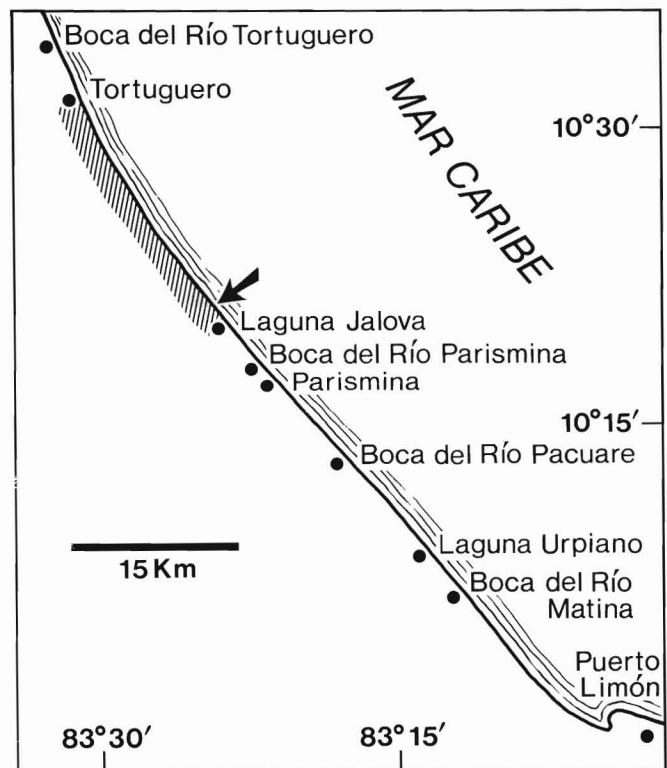 Boca del Río Tortuguero
Tortuguero
MAR CARIBE
10°30′
Laguna Jalova
Boca del Río Parismina
Parismina
10°15′
Boca del Río Pacuare
15 Km
Laguna Urpiano
Boca del Río
Matina
Puerto
Limón
83°30′
83°15′